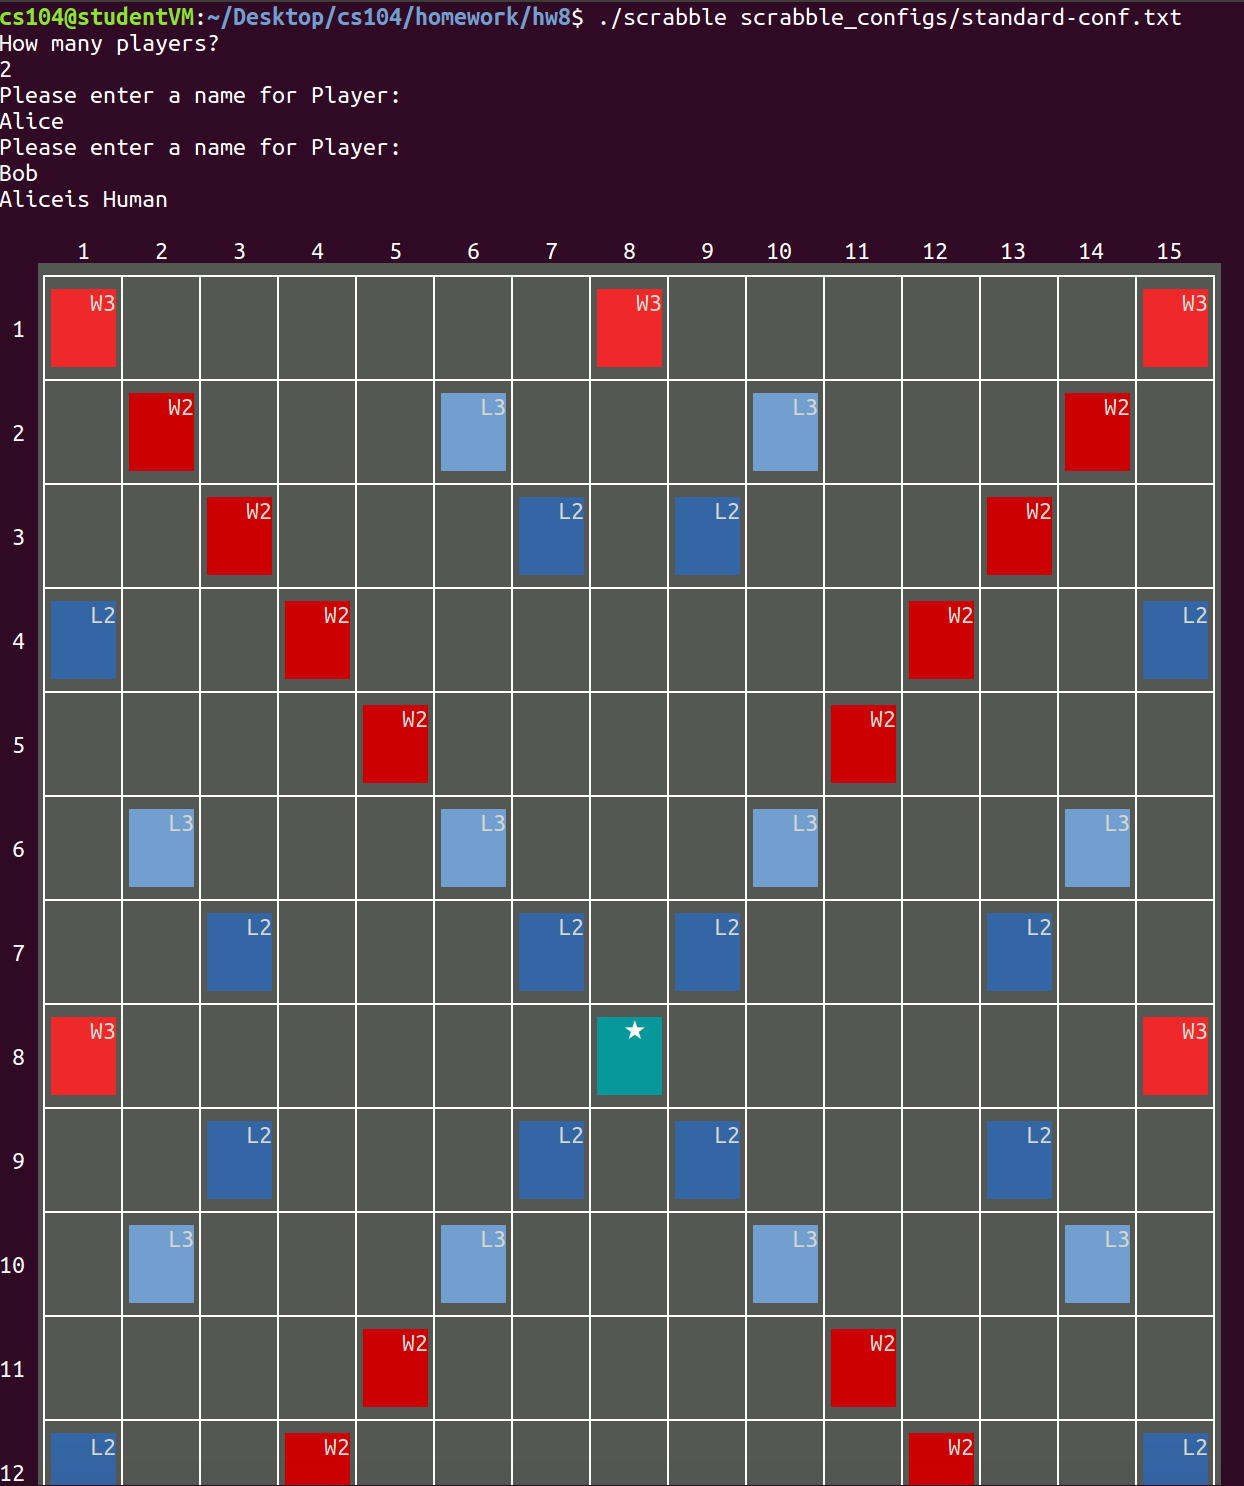 cs104@studentVM:~/Desktop/cs104/homework/hw8$ ./scrabble scrabble_configs/standard-conf.txt
How many players?
2
Please enter a name for Player:
Alice
Please enter a name for Player:
Bob
Aliceis Human
1 2 3 4 5 6 7 8 9 10 11 12 13 14 15
W3 W3 W3
1
W2 L3 L3 W2
2
W2 L2 L2 W2
3
L2 W2 W2 L2
4
W2 W2
5
L3 L3 L3 L3
6
L2 L2 L2 L2
7
W3 ★ W3
8
L2 L2 L2 L2
9
L3 L3 L3 L3
10
W2 W2
11
L2 W2 W2 L2
12